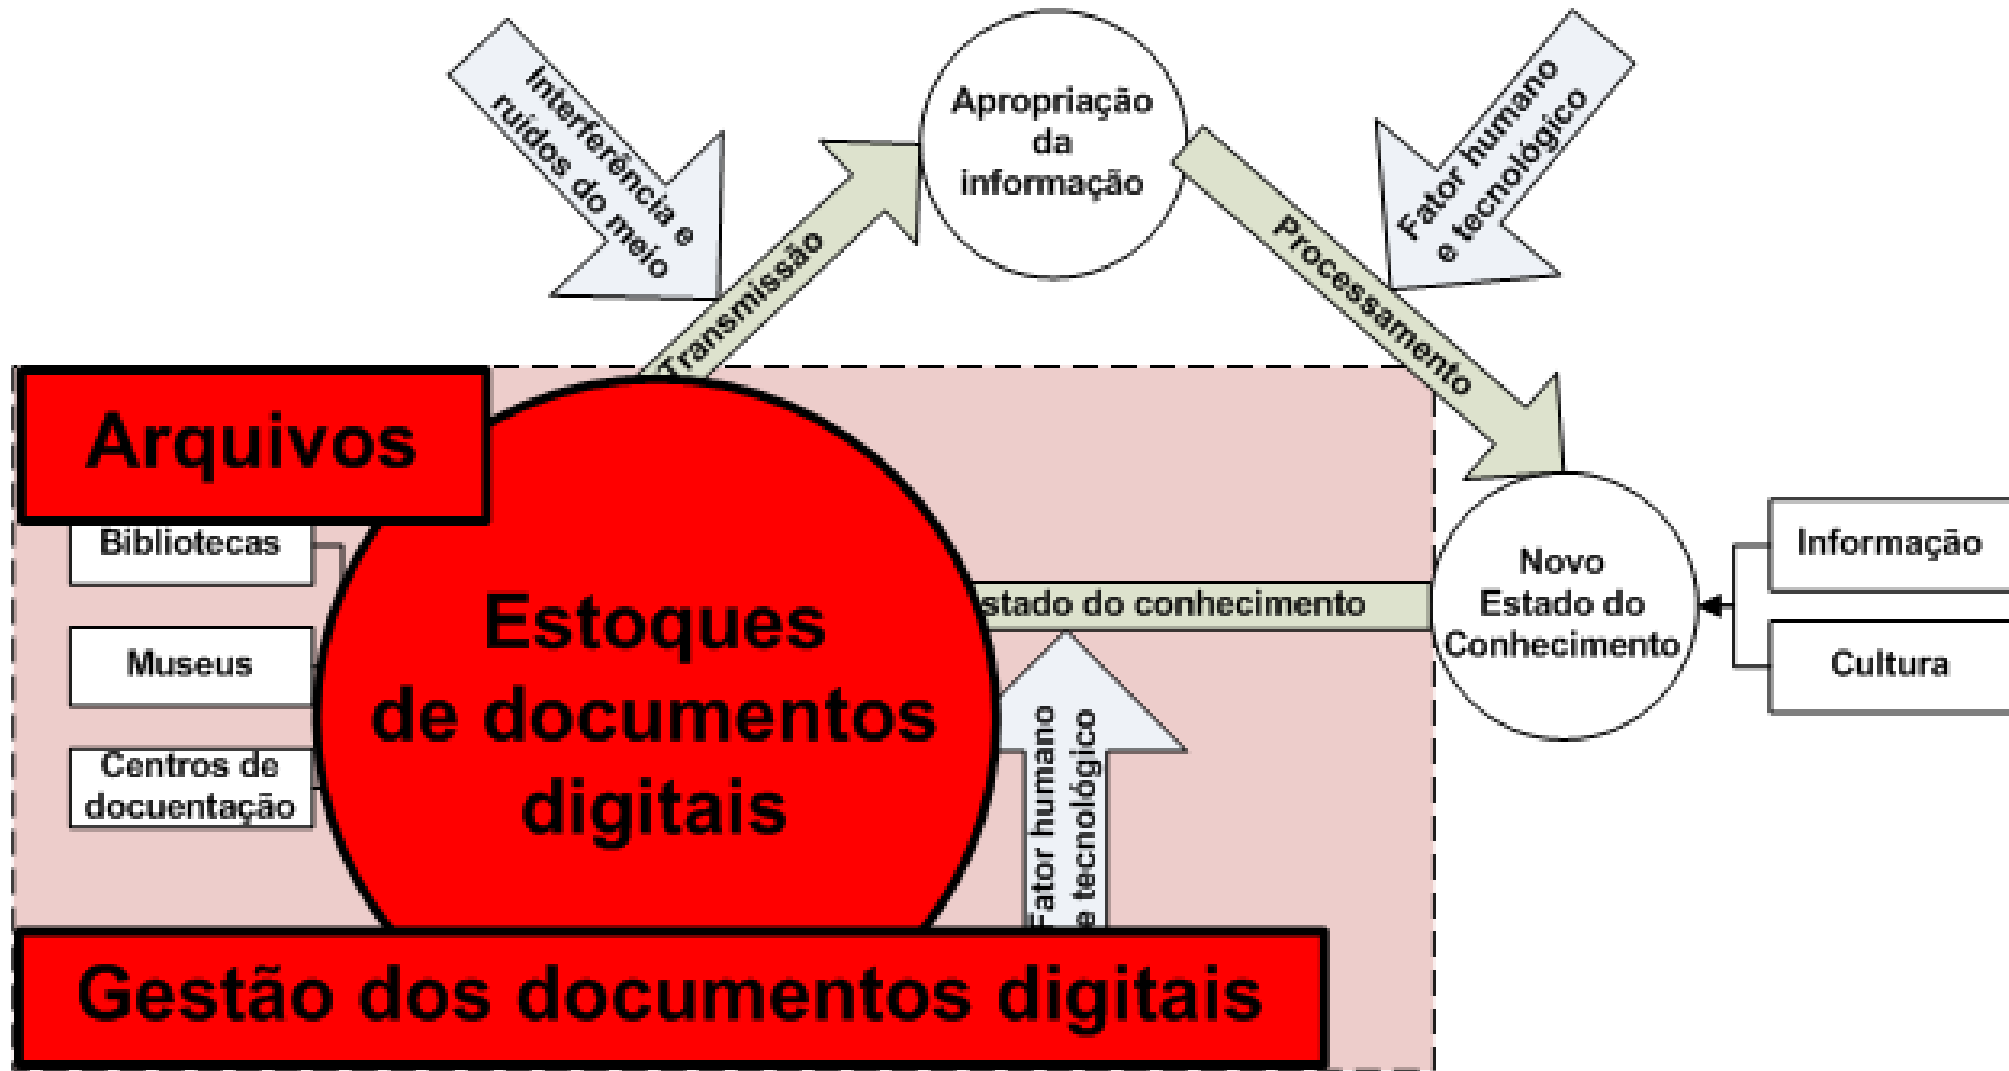 Interferência e
ruídos do meio
Apropriação
da
informação
Fator humano
e tecnológico
Transmissão
Processamento
Arquivos
Bibliotecas
Museus
Centros de
docuentação
Estoques
de documentos
digitais
stado do conhecimento
Fator humano
e tecnológico
Novo
Estado do
Conhecimento
Informação
Cultura
Gestão dos documentos digitais